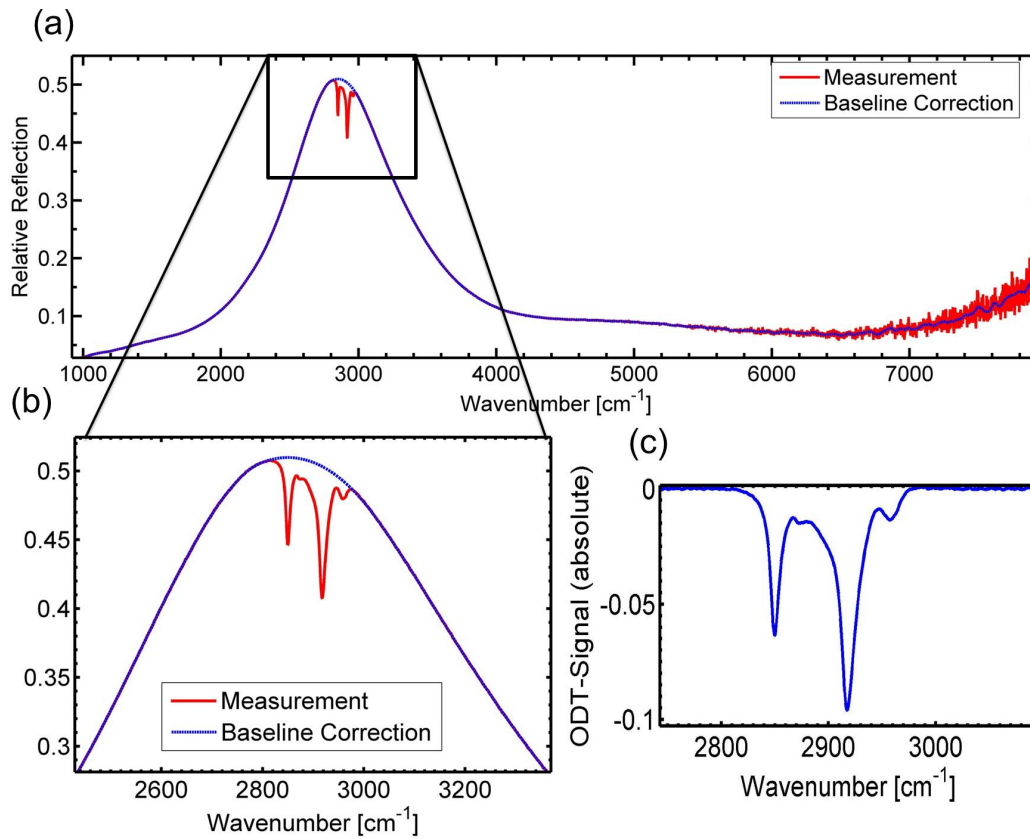 (a)
Relative Reflection
0.5
0.4
0.3
0.2
0.1
Measurement
Baseline Correction
1000 2000 3000 4000 5000 6000 7000
Wavenumber [cm⁻¹]
(b)
0.5
0.45
0.4
0.35
0.3
Measurement
Baseline Correction
2600 2800 3000 3200
Wavenumber [cm⁻¹]
(c)
ODT-Signal (absolute)
0
-0.05
-0.1
2800 2900 3000
Wavenumber [cm⁻¹]